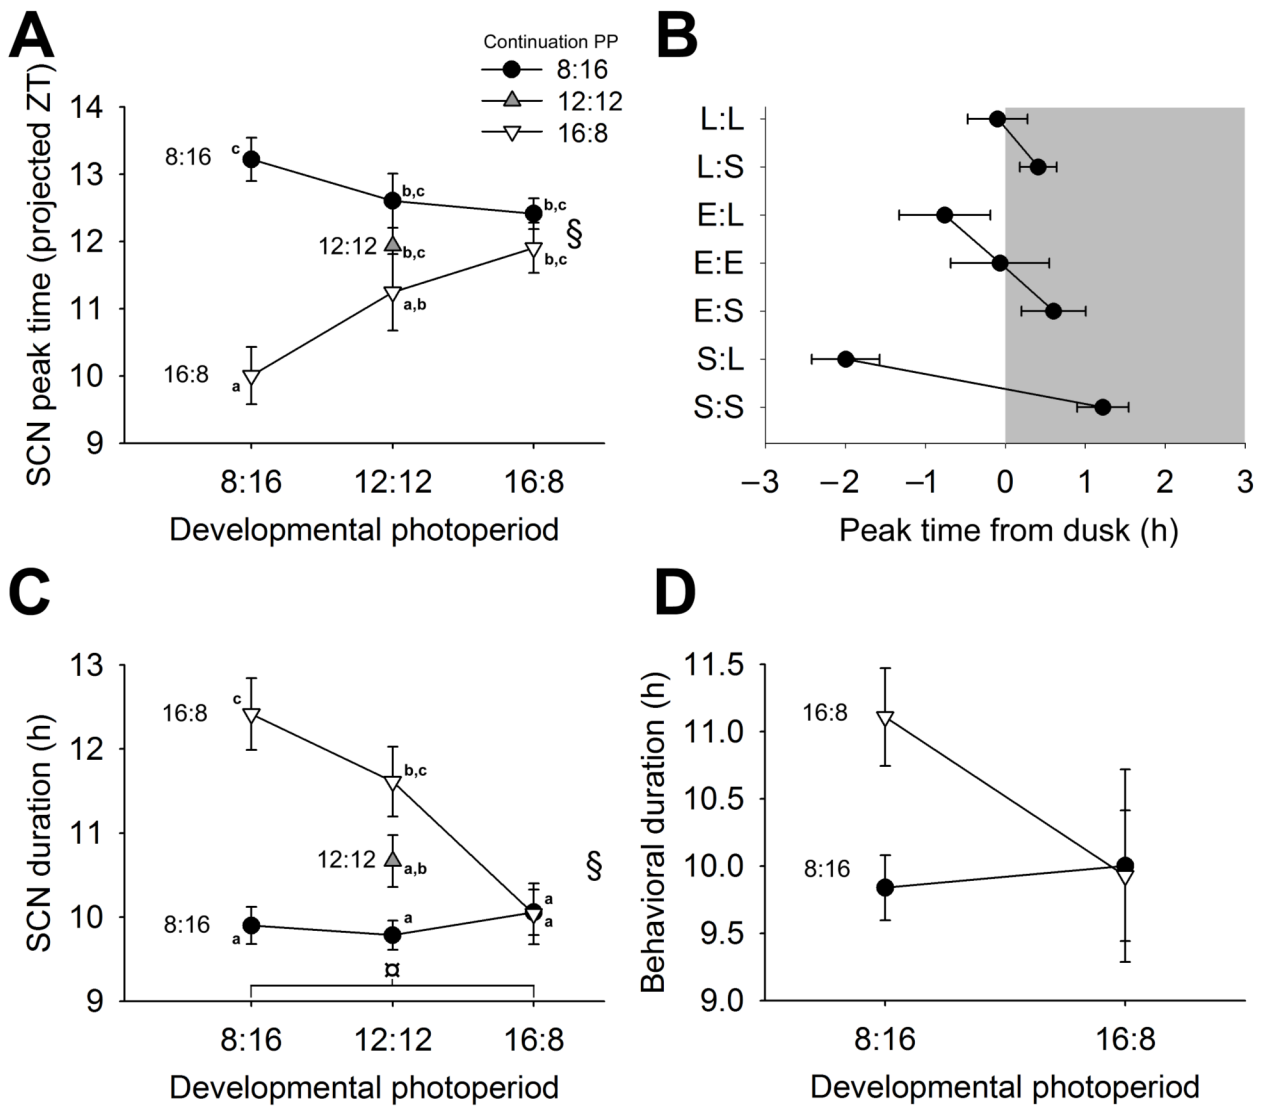 A
Continuation PP
8:16
12:12
16:8
SCN peak time (projected ZT)
14
13
12
11
10
9
8:16
c
b,c
b,c
12:12
b,c
§
b,c
a,b
16:8
a
8:16
12:12
16:8
Developmental photoperiod
B
L:L
L:S
E:L
E:E
E:S
S:L
S:S
–3
–2
–1
0
1
2
3
Peak time from dusk (h)
C
SCN duration (h)
13
12
11
10
9
16:8
c
b,c
12:12
a,b
§
8:16
a
a
a
a
¤
8:16
12:12
16:8
Developmental photoperiod
D
Behavioral duration (h)
11.5
11.0
10.5
10.0
9.5
9.0
16:8
8:16
8:16
16:8
Developmental photoperiod